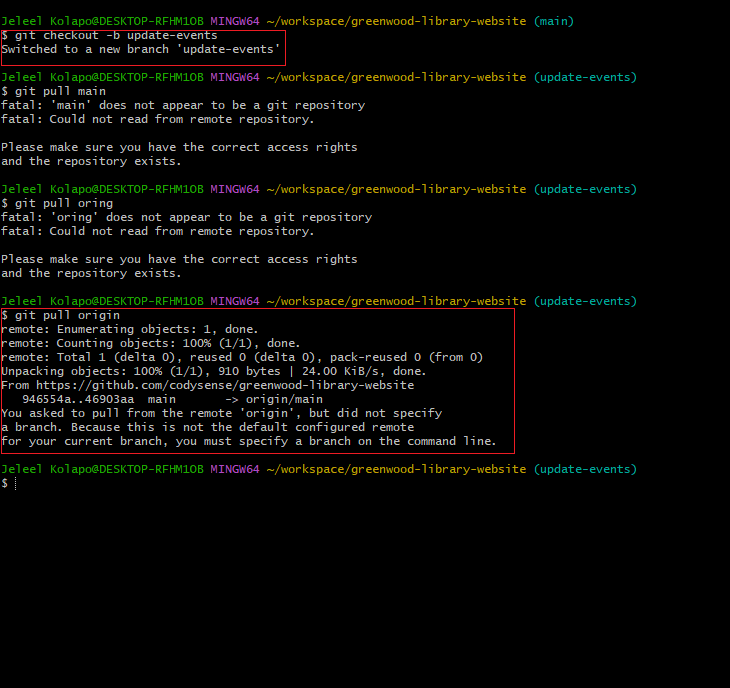 Jeleel Kolapo@DESKTOP-RFHM1OB MINGW64 ~/workspace/greenwood-library-website (main)
$ git checkout -b update-events
Switched to a new branch 'update-events'
Jeleel Kolapo@DESKTOP-RFHM1OB MINGW64 ~/workspace/greenwood-library-website (update-events)
$ git pull main
fatal: 'main' does not appear to be a git repository
fatal: Could not read from remote repository.
Please make sure you have the correct access rights
and the repository exists.
Jeleel Kolapo@DESKTOP-RFHM1OB MINGW64 ~/workspace/greenwood-library-website (update-events)
$ git pull oring
fatal: 'oring' does not appear to be a git repository
fatal: Could not read from remote repository.
Please make sure you have the correct access rights
and the repository exists.
Jeleel Kolapo@DESKTOP-RFHM1OB MINGW64 ~/workspace/greenwood-library-website (update-events)
$ git pull origin
remote: Enumerating objects: 1, done.
remote: Counting objects: 100% (1/1), done.
remote: Total 1 (delta 0), reused 0 (delta 0), pack-reused 0 (from 0)
Unpacking objects: 100% (1/1), 910 bytes | 24.00 KiB/s, done.
From https://github.com/codysense/greenwood-library-website
   946554a..46903aa  main       -> origin/main
You asked to pull from the remote 'origin', but did not specify
a branch. Because this is not the default configured remote
for your current branch, you must specify a branch on the command line.
Jeleel Kolapo@DESKTOP-RFHM1OB MINGW64 ~/workspace/greenwood-library-website (update-events)
$